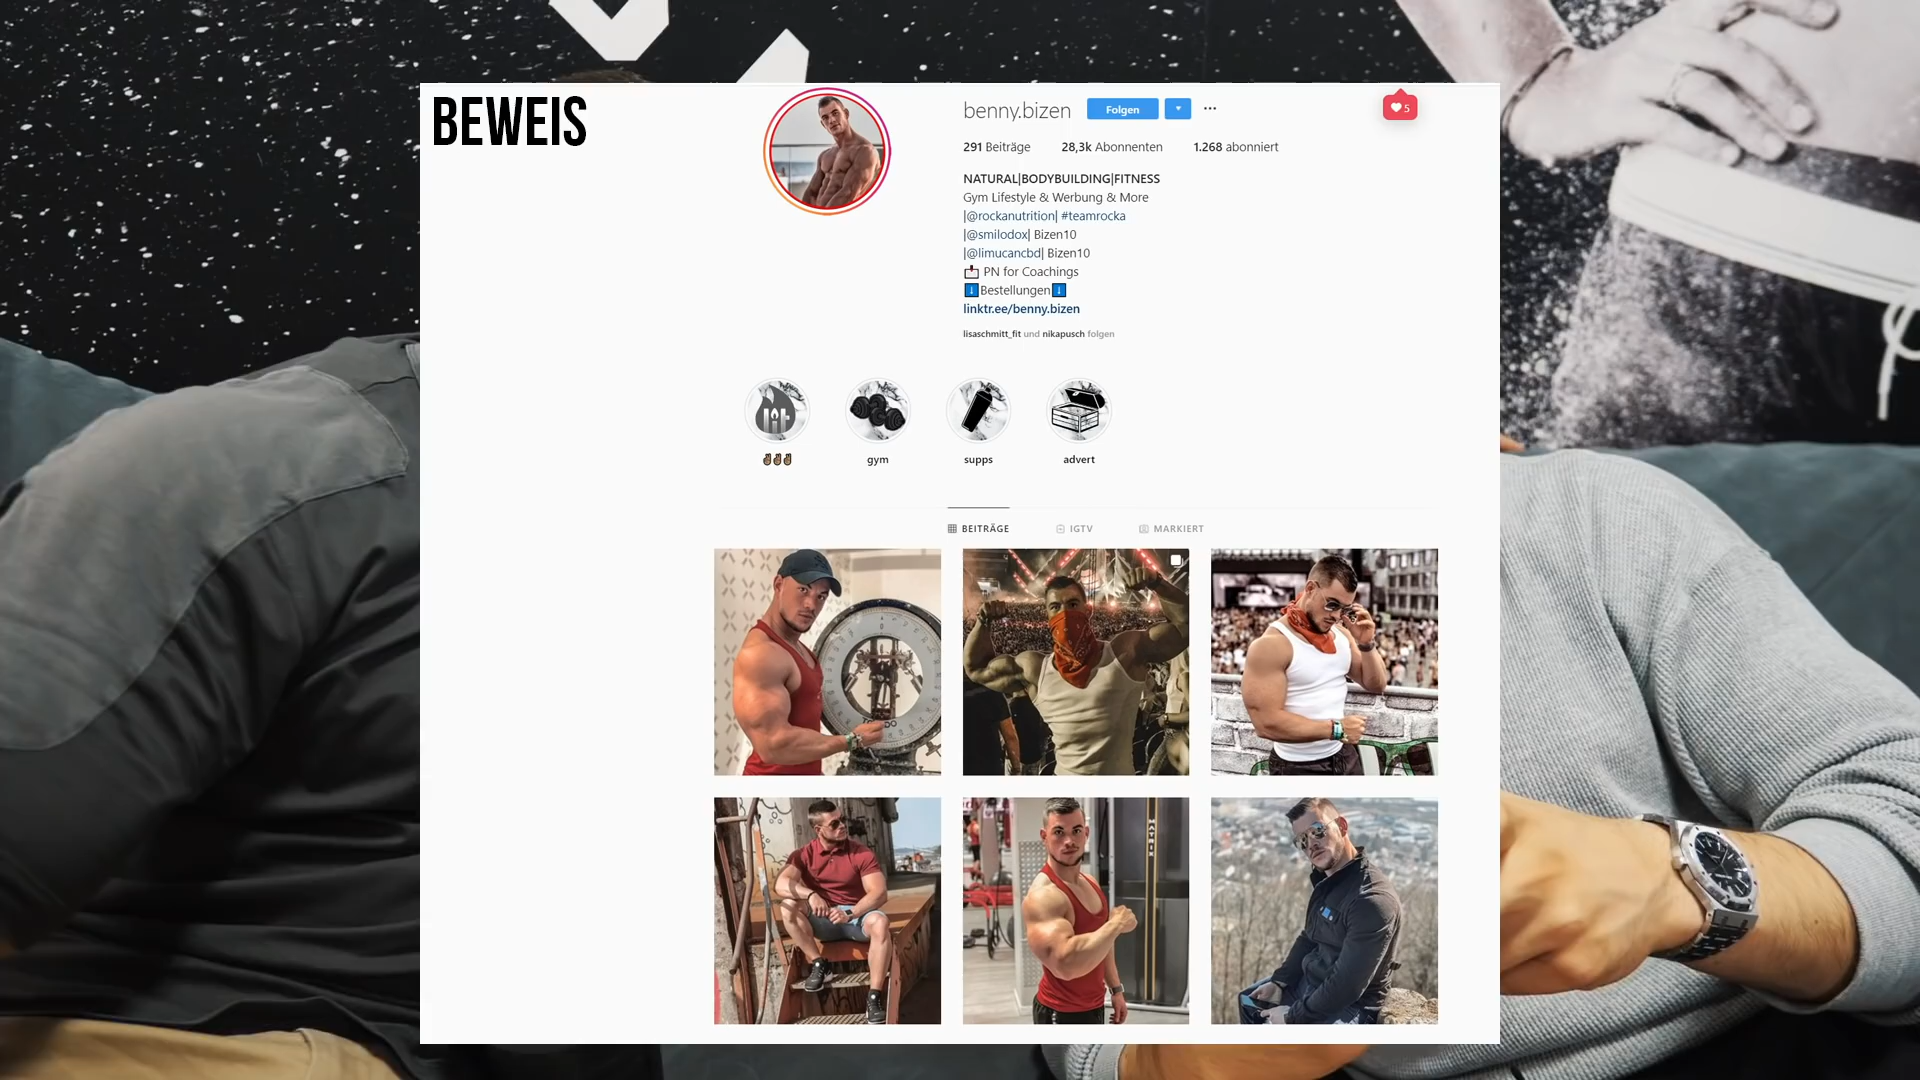 BEWEIS
benny.bizen
Folgen
5
291 Beiträge 28,3k Abonnenten 1.268 abonniert
NATURAL|BODYBUILDING|FITNESS
Gym Lifestyle & Werbung & More
|@rockanutrition| #teamrocka
|@smilodox| Bizen10
|@limucancbd| Bizen10
📩 PN for Coachings
⬇️Bestellungen⬇️
linktr.ee/benny.bizen
lisaschmitt_fit und nikapusch folgen
lit
✌🏾✌🏾✌🏾 gym supps advert
BEITRÄGE IGTV MARKIERT
MATRIX